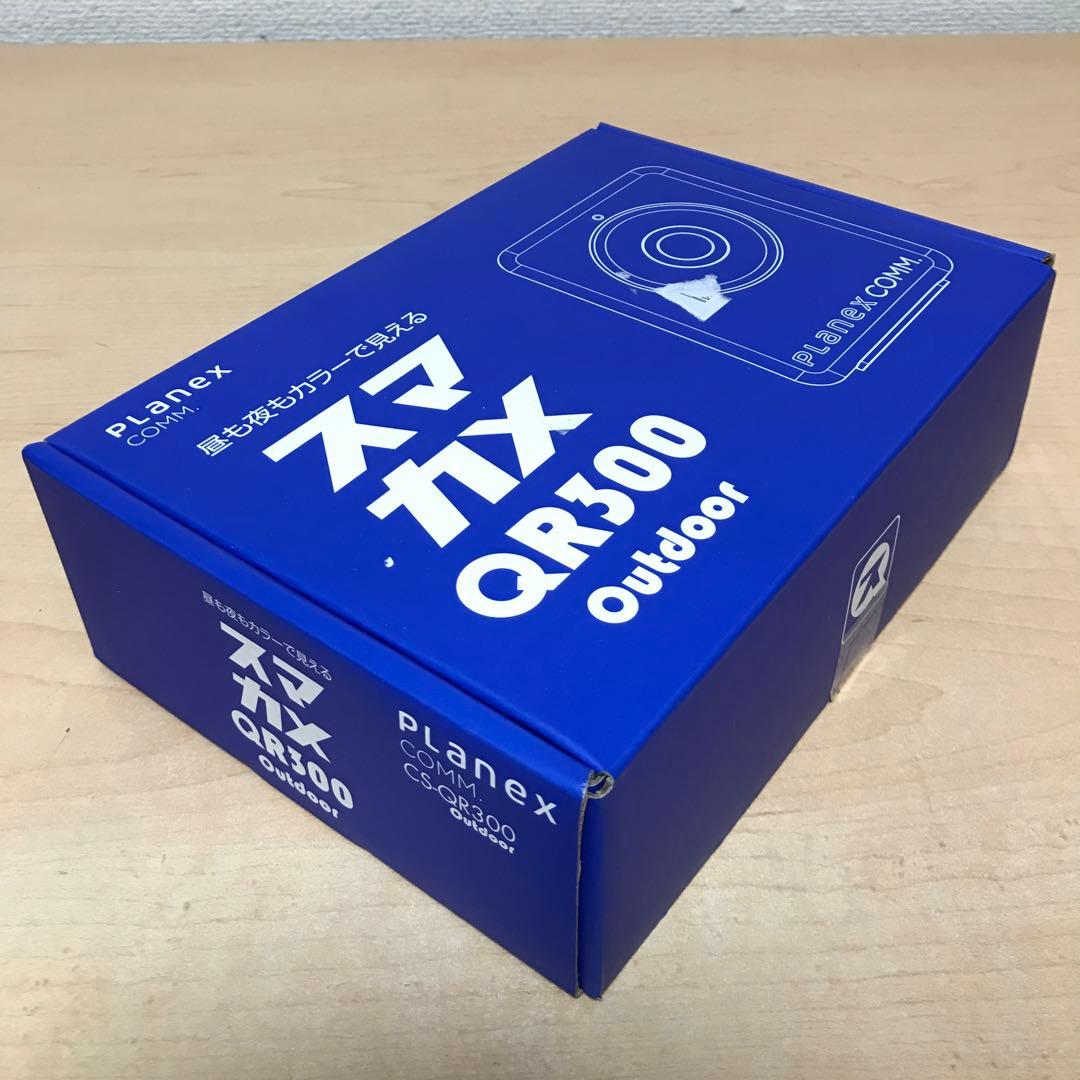 PLanex
COMM.
昼も夜もカラーで見える
スマ
カメ
QR300
Outdoor
PLanex COMM.
昼も夜もカラーで見える
スマ
カメ
QR300
Outdoor
PLanex
COMM.
CS-QR300
Outdoor